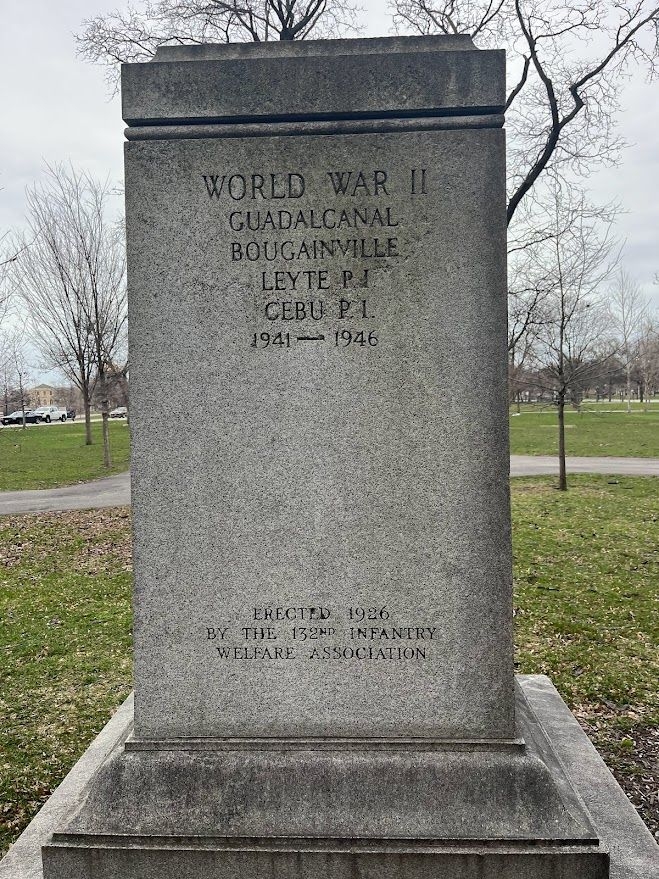 WORLD WAR II
GUADALCANAL
BOUGAINVILLE
LEYTE P.I.
CEBU P.I.
1941 — 1946
ERECTED 1926
BY THE 132ND INFANTRY
WELFARE ASSOCIATION